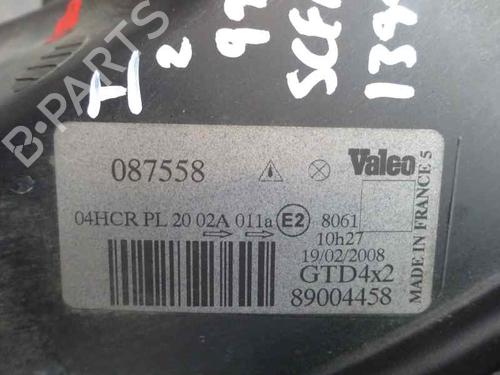 B-PARTS
2
087558
Valeo
04HCR PL 20 02A 011a E2 8061
10h27
19/02/2008
GTD4x2
89004458
MADE IN FRANCE 5